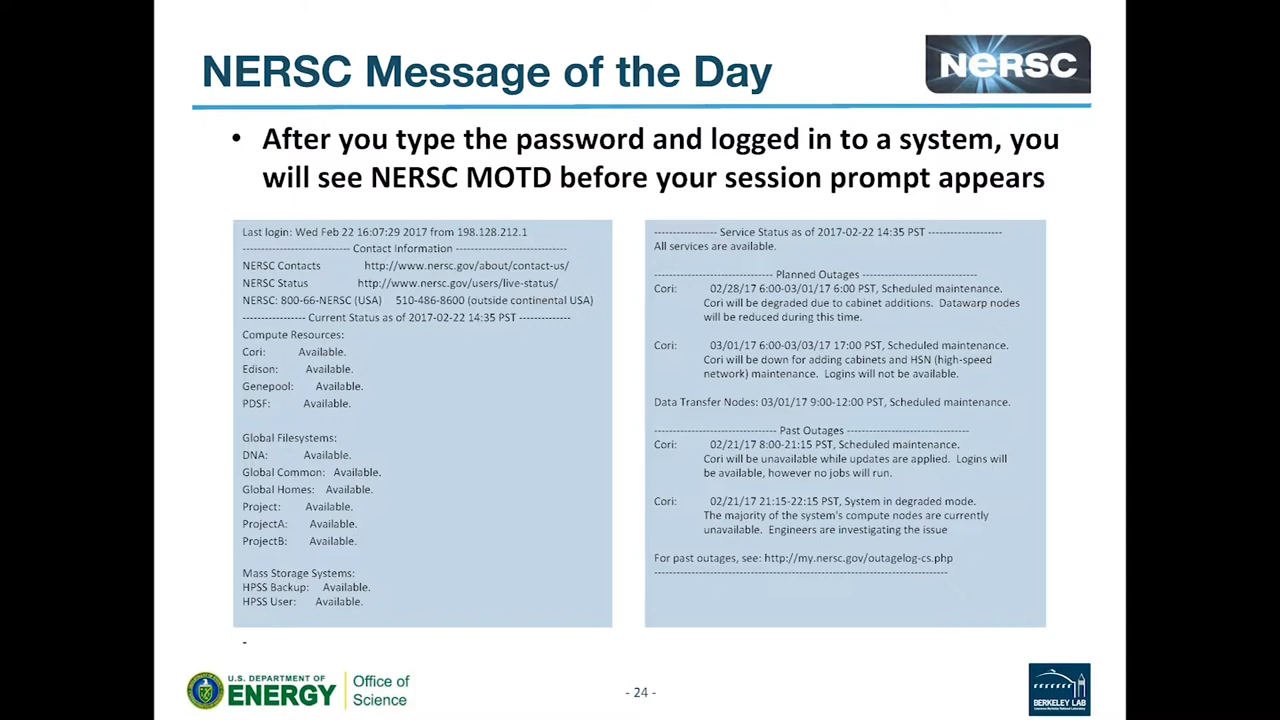 NERSC Message of the Day
NERSC
• After you type the password and logged in to a system, you
will see NERSC MOTD before your session prompt appears
Last login: Wed Feb 22 16:07:29 2017 from 198.128.212.1
---------------------------- Contact Information -----------------------------
NERSC Contacts http://www.nersc.gov/about/contact-us/
NERSC Status http://www.nersc.gov/users/live-status/
NERSC: 800-66-NERSC (USA) 510-486-8600 (outside continental USA)
----------------- Current Status as of 2017-02-22 14:35 PST --------------
Compute Resources:
Cori: Available.
Edison: Available.
Genepool: Available.
PDSF: Available.
Global Filesystems:
DNA: Available.
Global Common: Available.
Global Homes: Available.
Project: Available.
ProjectA: Available.
ProjectB: Available.
Mass Storage Systems:
HPSS Backup: Available.
HPSS User: Available.
----------------- Service Status as of 2017-02-22 14:35 PST --------------------
All services are available.
-------------------------------- Planned Outages -------------------------------
Cori: 02/28/17 6:00-03/01/17 6:00 PST, Scheduled maintenance.
Cori will be degraded due to cabinet additions. Datawarp nodes
will be reduced during this time.
Cori: 03/01/17 6:00-03/03/17 17:00 PST, Scheduled maintenance.
Cori will be down for adding cabinets and HSN (high-speed
network) maintenance. Logins will not be available.
Data Transfer Nodes: 03/01/17 9:00-12:00 PST, Scheduled maintenance.
--------------------------------- Past Outages ---------------------------------
Cori: 02/21/17 8:00-21:15 PST, Scheduled maintenance.
Cori will be unavailable while updates are applied. Logins will
be available, however no jobs will run.
Cori: 02/21/17 21:15-22:15 PST, System in degraded mode.
The majority of the system's compute nodes are currently
unavailable. Engineers are investigating the issue
For past outages, see: http://my.nersc.gov/outagelog-cs.php
--------------------------------------------------------------------------------
-
U.S. DEPARTMENT OF
ENERGY
Office of
Science
- 24 -
BERKELEY LAB